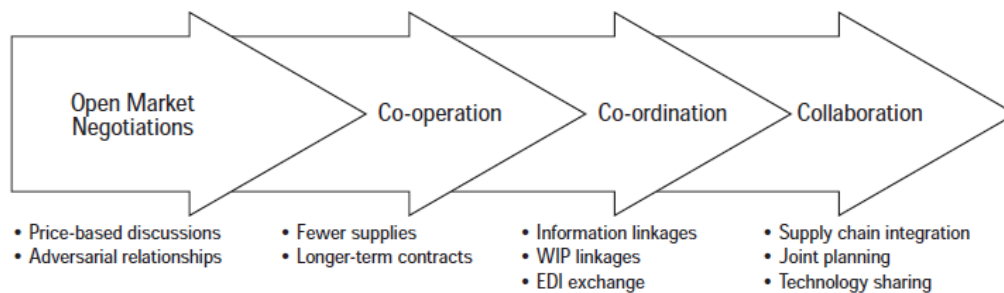 Open Market
Negotiations
Co-operation
Co-ordination
Collaboration
• Price-based discussions
• Adversarial relationships
• Fewer supplies
• Longer-term contracts
• Information linkages
• WIP linkages
• EDI exchange
• Supply chain integration
• Joint planning
• Technology sharing